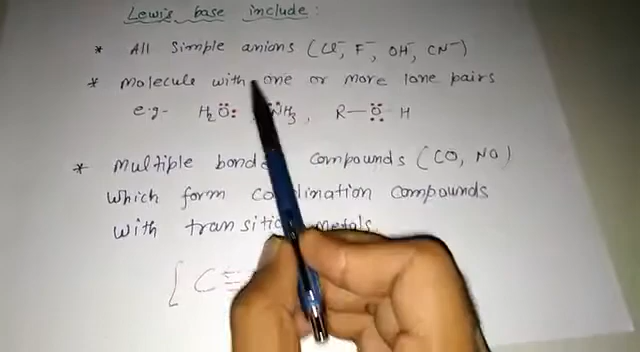 Lewis base include :
* All simple anions (Cl⁻, F⁻, OH⁻, CN⁻)
* Molecule with one or more lone pairs
e.g- H₂Ö: NH₃, R–Ö H
* Multiple bonded compounds (CO, NO)
which form coordination compounds
with transition metals
[C≡